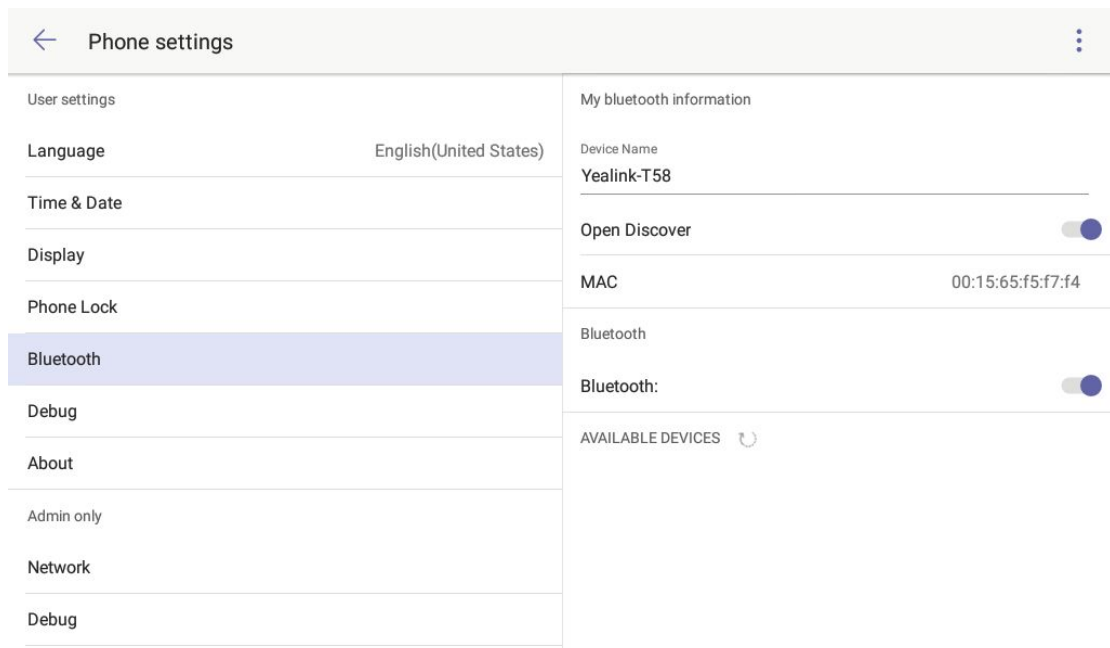 Phone settings
User settings
Language English(United States)
Time & Date
Display
Phone Lock
Bluetooth
Debug
About
Admin only
Network
Debug
My bluetooth information
Device Name
Yealink-T58
Open Discover
MAC 00:15:65:f5:f7:f4
Bluetooth
Bluetooth:
AVAILABLE DEVICES